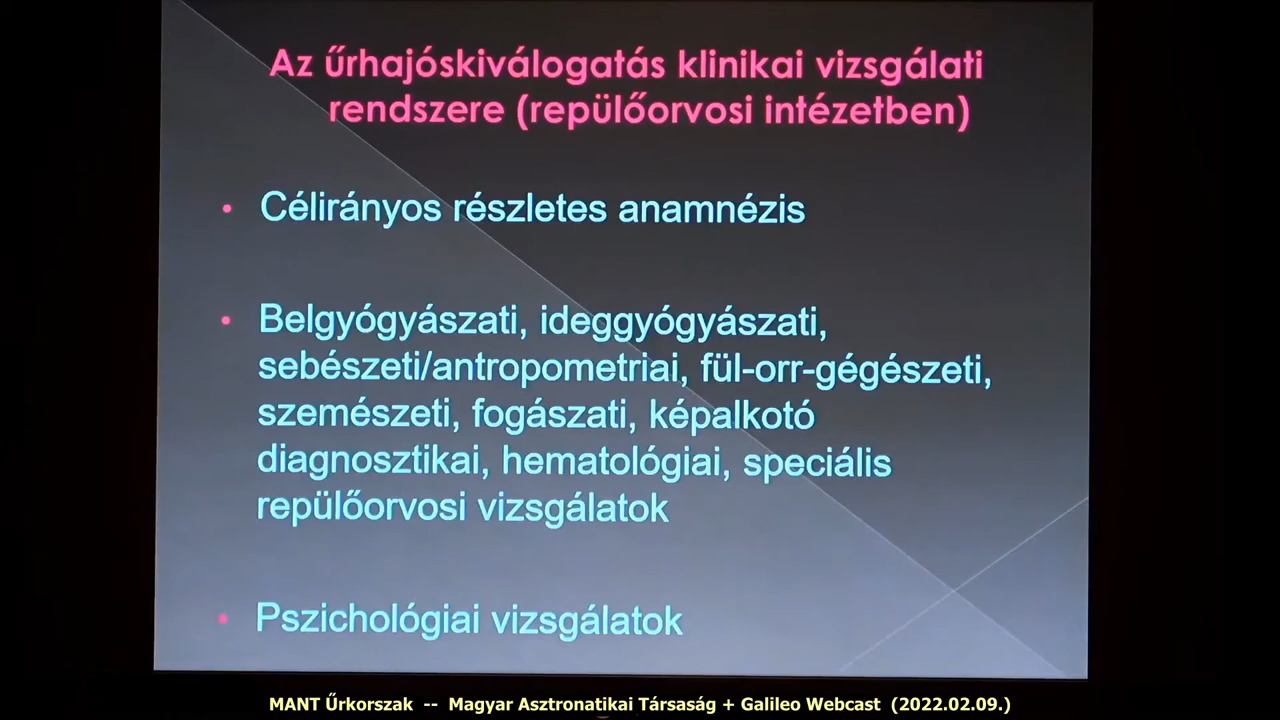 Az űrhajóskiválogatás klinikai vizsgálati
rendszere (repülőorvosi intézetben)
• Célirányos részletes anamnézis
• Belgyógyászati, ideggyógyászati,
sebészeti/antropometriai, fül-orr-gégészeti,
szemészeti, fogászati, képalkotó
diagnosztikai, hematológiai, speciális
repülőorvosi vizsgálatok
• Pszichológiai vizsgálatok
MANT Űrkorszak -- Magyar Asztronatikai Társaság + Galileo Webcast (2022.02.09.)